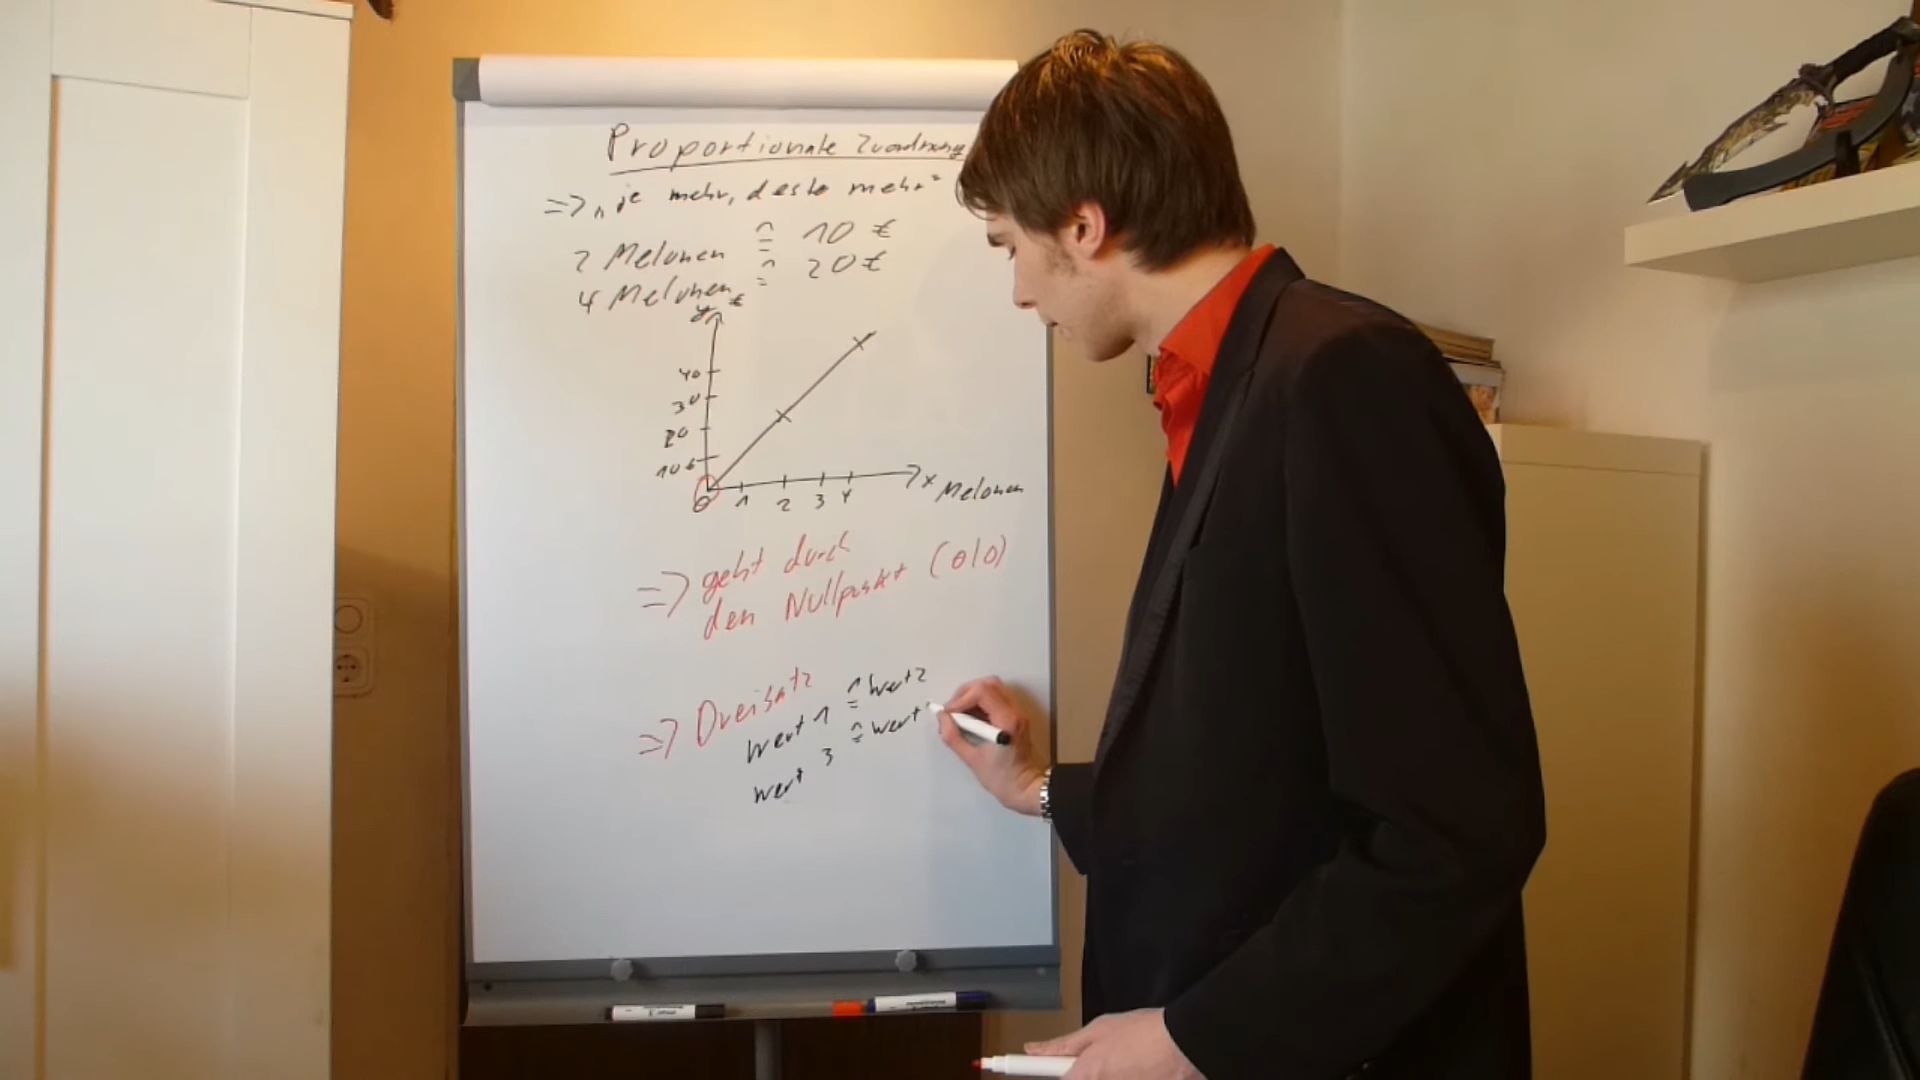 Proportionale Zuordnung
=> "je mehr, desto mehr"
2 Melonen ≙ 10 €
4 Melonen ≙ 20 €
y €
40
30
20
10 €
0 1 2 3 4 x Melonen
=> geht durch
den Nullpunkt (0|0)
=> Dreisatz
Wert 1 ≙ Wert 2
Wert 3 ≙ Wert